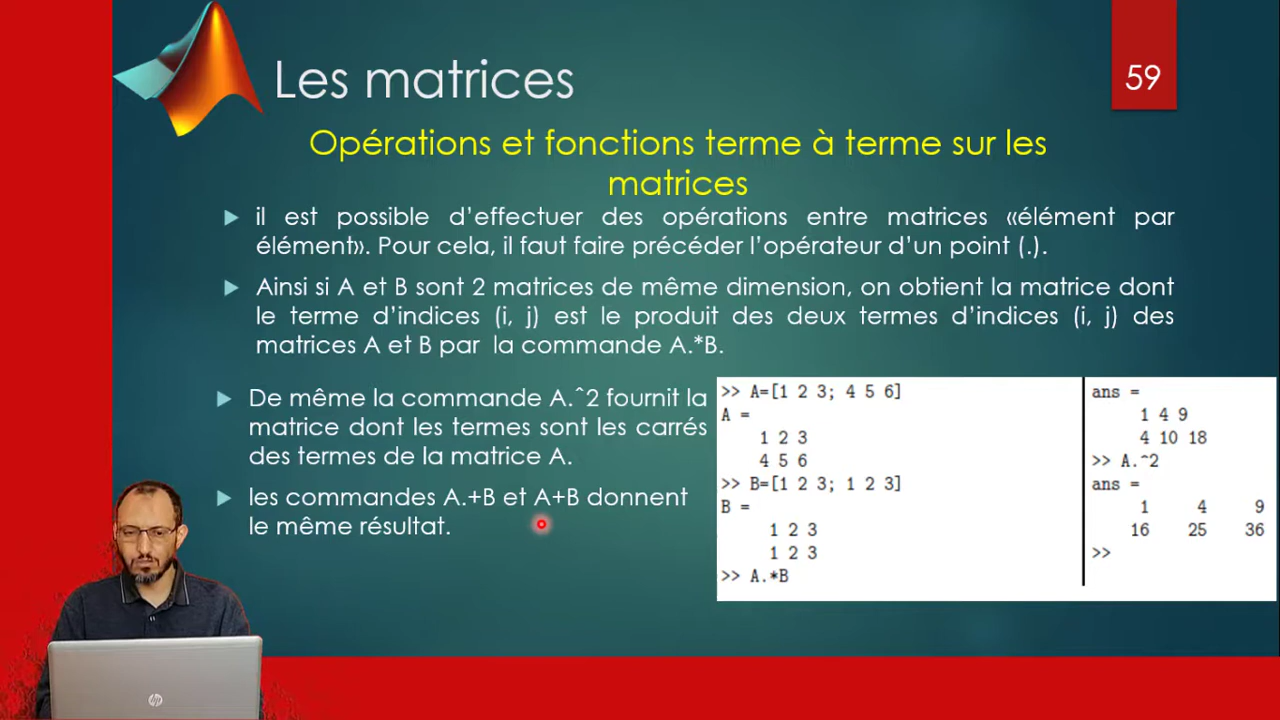 Les matrices
59
Opérations et fonctions terme à terme sur les
matrices
il est possible d’effectuer des opérations entre matrices «élément par
élément». Pour cela, il faut faire précéder l’opérateur d’un point (.).
Ainsi si A et B sont 2 matrices de même dimension, on obtient la matrice dont
le terme d’indices (i, j) est le produit des deux termes d’indices (i, j) des
matrices A et B par la commande A.*B.
De même la commande A.ˆ2 fournit la
matrice dont les termes sont les carrés
des termes de la matrice A.
les commandes A.+B et A+B donnent
le même résultat.
>> A=[1 2 3; 4 5 6]
A =
1 2 3
4 5 6
>> B=[1 2 3; 1 2 3]
B =
1 2 3
1 2 3
>> A.*B
ans =
1 4 9
4 10 18
>> A.^2
ans =
1 4 9
16 25 36
>>
hp